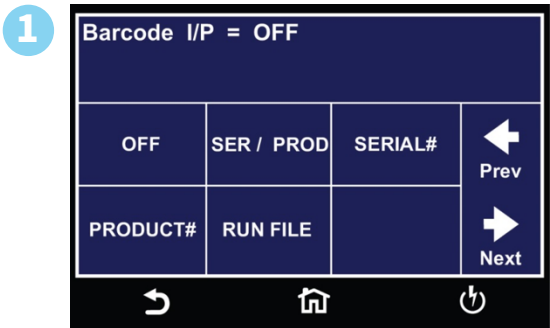 1
Barcode I/P = OFF
OFF
SER / PROD
SERIAL#
Prev
PRODUCT#
RUN FILE
Next